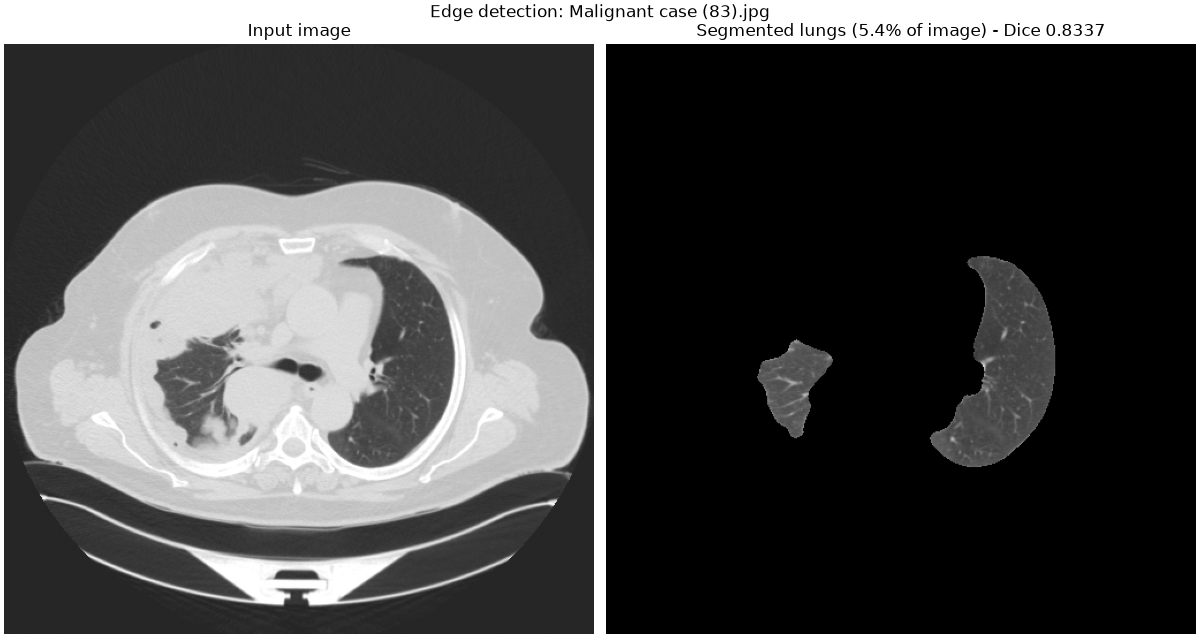 Edge detection: Malignant case (83).jpg
Input image
Segmented lungs (5.4% of image) - Dice 0.8337